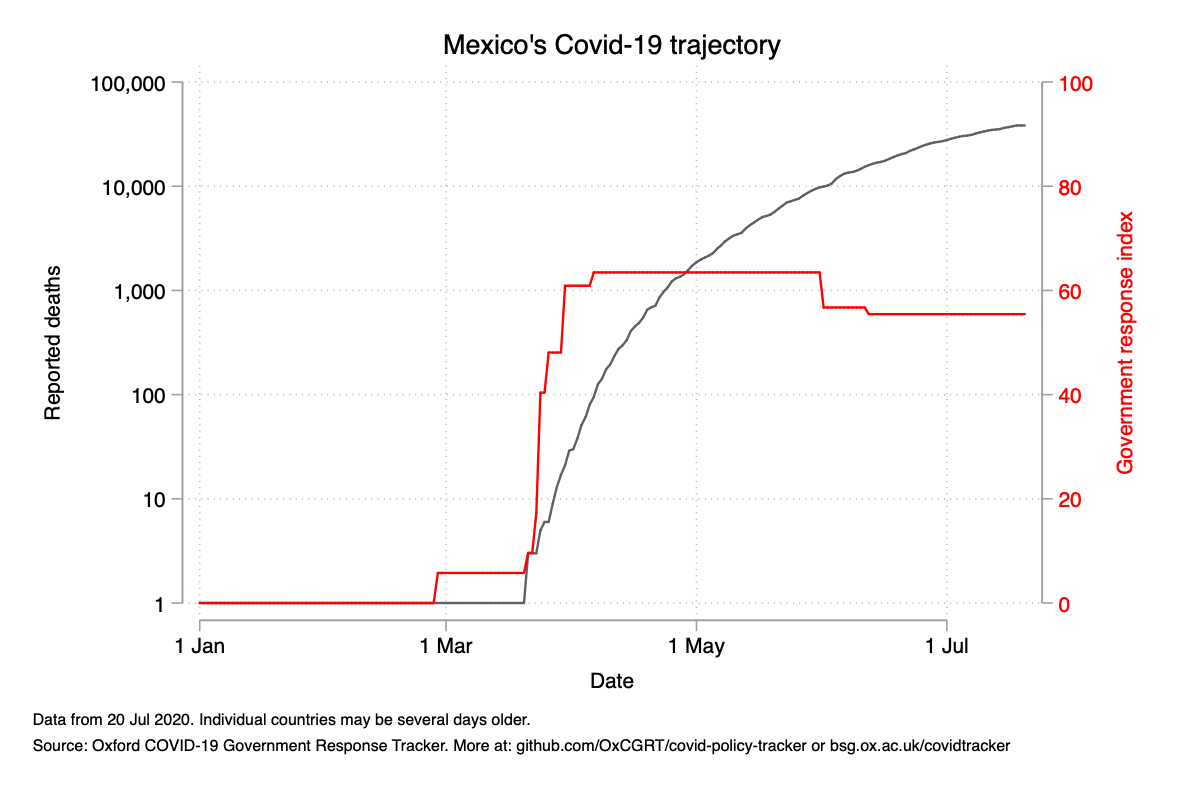 Mexico's Covid-19 trajectory
100,000
10,000
1,000
100
10
1
Reported deaths
100
80
60
40
20
0
Government response index
1 Jan
1 Mar
1 May
1 Jul
Date
Data from 20 Jul 2020. Individual countries may be several days older.
Source: Oxford COVID-19 Government Response Tracker. More at: github.com/OxCGRT/covid-policy-tracker or bsg.ox.ac.uk/covidtracker